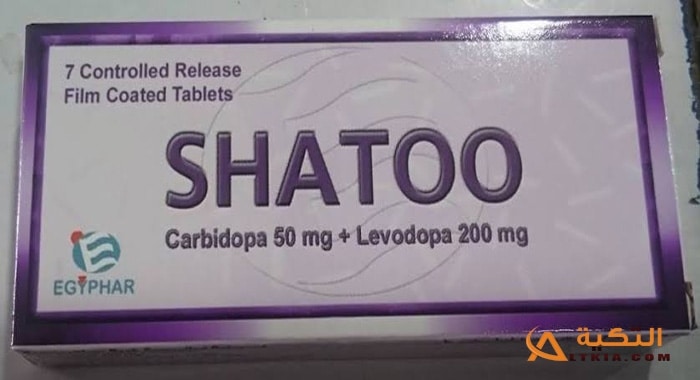 7 Controlled Release
Film Coated Tablets
SHATOO
Carbidopa 50 mg + Levodopa 200 mg
EGYPHAR
التكية
ALTKIA.COM